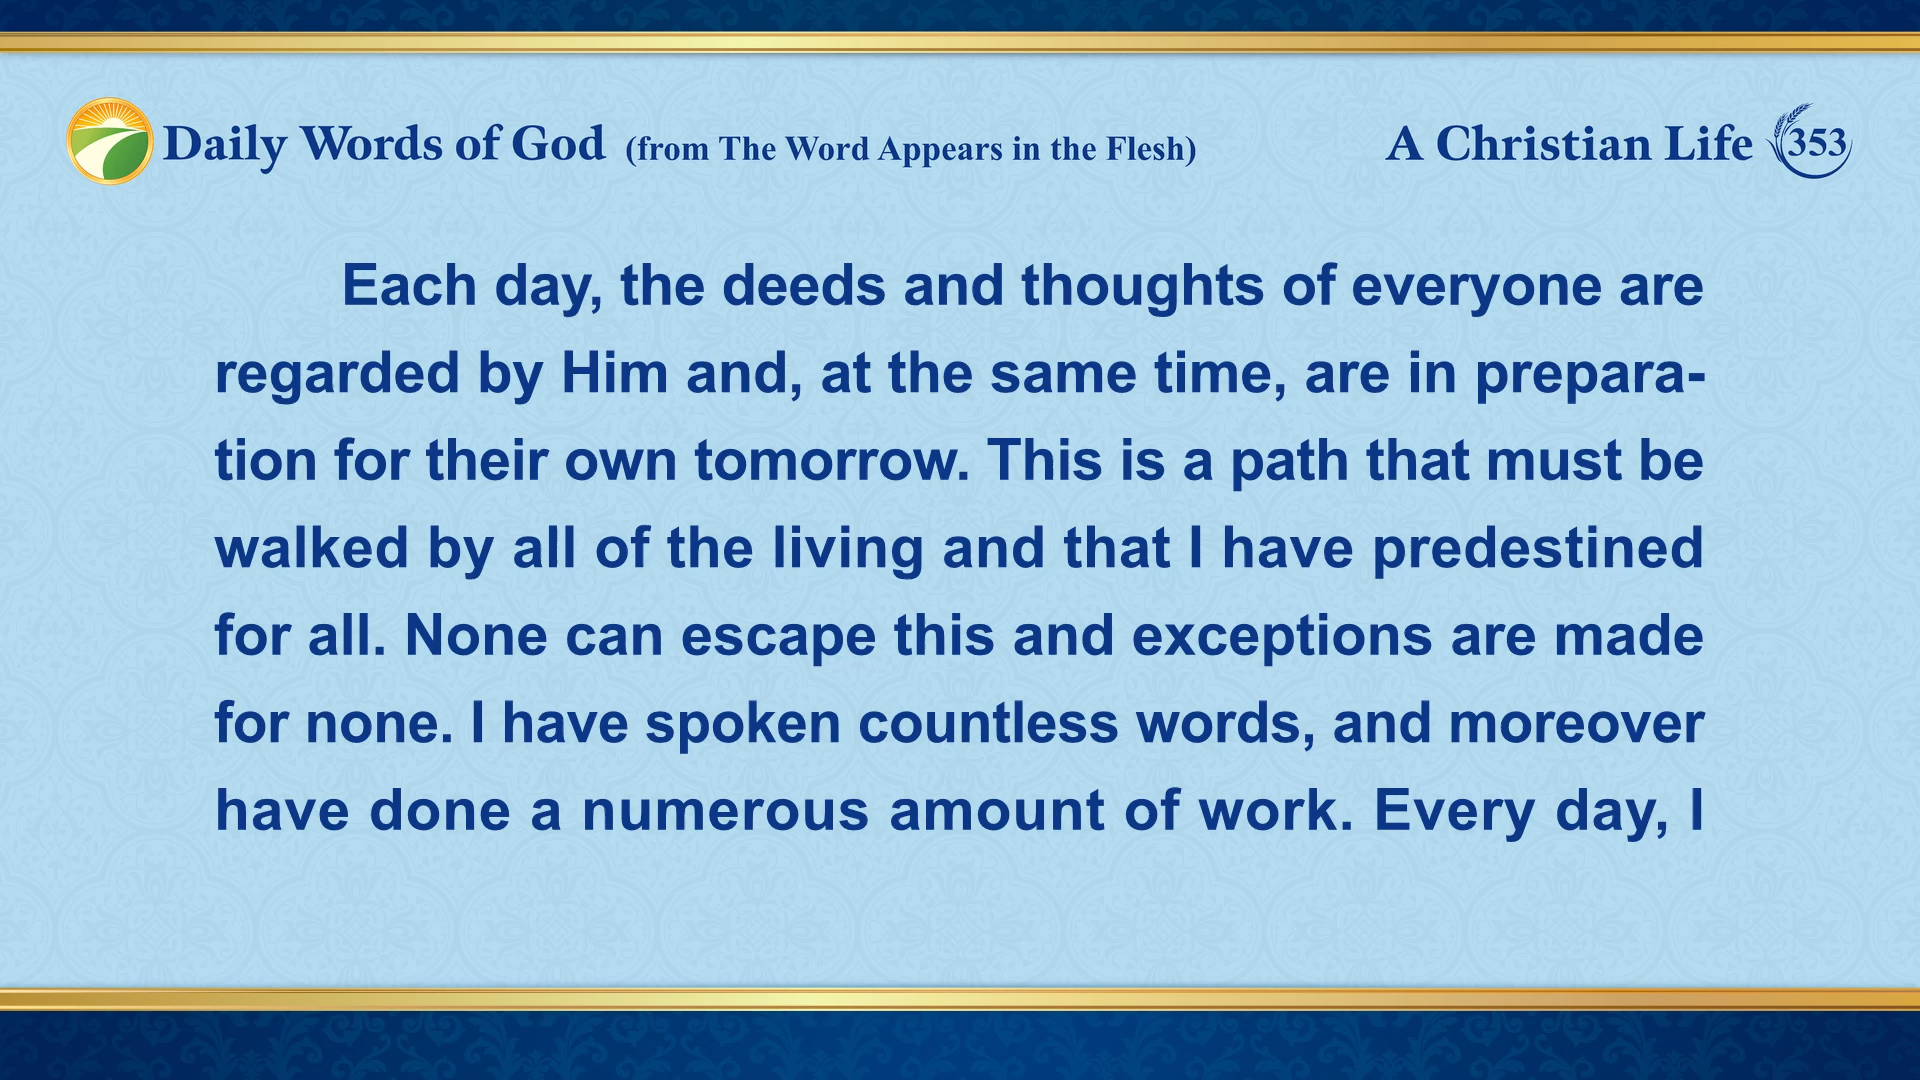 Daily Words of God (from The Word Appears in the Flesh) A Christian Life 353
Each day, the deeds and thoughts of everyone are
regarded by Him and, at the same time, are in prepara-
tion for their own tomorrow. This is a path that must be
walked by all of the living and that I have predestined
for all. None can escape this and exceptions are made
for none. I have spoken countless words, and moreover
have done a numerous amount of work. Every day, I